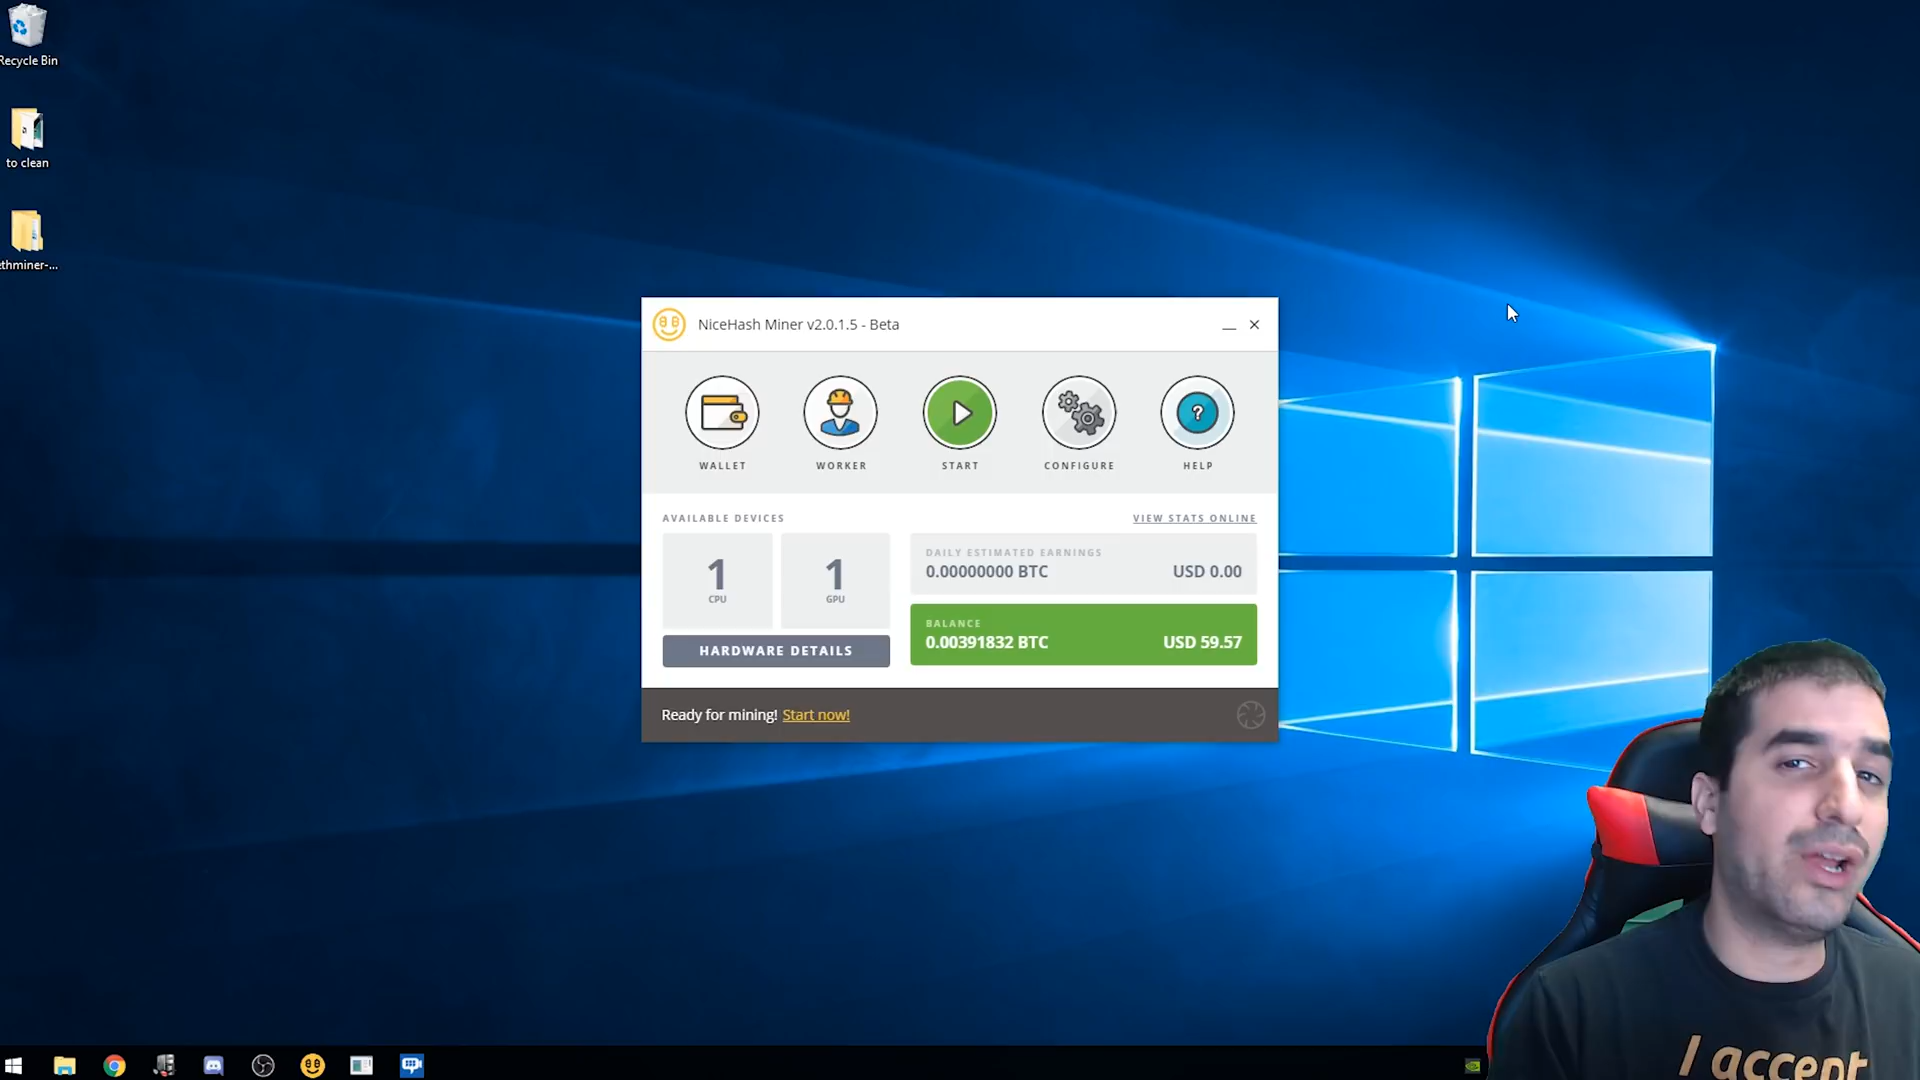 Recycle Bin
to clean
ethminer-...
NiceHash Miner v2.0.1.5 - Beta
WALLET
WORKER
START
CONFIGURE
HELP
AVAILABLE DEVICES
VIEW STATS ONLINE
1
CPU
1
GPU
DAILY ESTIMATED EARNINGS
0.00000000 BTC USD 0.00
BALANCE
0.00391832 BTC USD 59.57
HARDWARE DETAILS
Ready for mining! Start now!
I accept